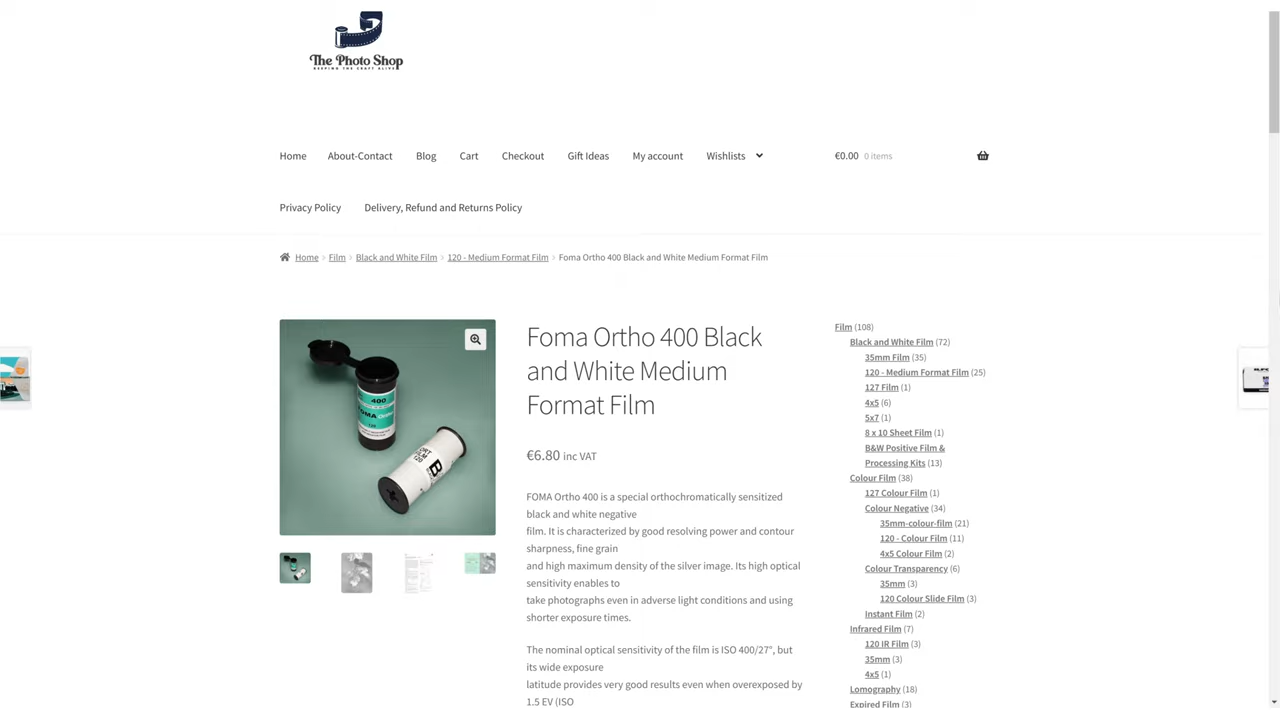 The Photo Shop
KEEPING THE CRAFT ALIVE
Home About-Contact Blog Cart Checkout Gift Ideas My account Wishlists €0.00 0 items
Privacy Policy Delivery, Refund and Returns Policy
Home › Film › Black and White Film › 120 - Medium Format Film › Foma Ortho 400 Black and White Medium Format Film
400
FOMA Ortho
120
Foma Ortho 400 Black
and White Medium
Format Film
€6.80 inc VAT
FOMA Ortho 400 is a special orthochromatically sensitized
black and white negative
film. It is characterized by good resolving power and contour
sharpness, fine grain
and high maximum density of the silver image. Its high optical
sensitivity enables to
take photographs even in adverse light conditions and using
shorter exposure times.
The nominal optical sensitivity of the film is ISO 400/27°, but
its wide exposure
latitude provides very good results even when overexposed by
1.5 EV (ISO
Film (108)
Black and White Film (72)
35mm Film (35)
120 - Medium Format Film (25)
127 Film (1)
4x5 (6)
5x7 (1)
8 x 10 Sheet Film (1)
B&W Positive Film &
Processing Kits (13)
Colour Film (38)
127 Colour Film (1)
Colour Negative (34)
35mm-colour-film (21)
120 - Colour Film (11)
4x5 Colour Film (2)
Colour Transparency (6)
35mm (3)
120 Colour Slide Film (3)
Instant Film (2)
Infrared Film (7)
120 IR Film (3)
35mm (3)
4x5 (1)
Lomography (18)
Expired Film (3)